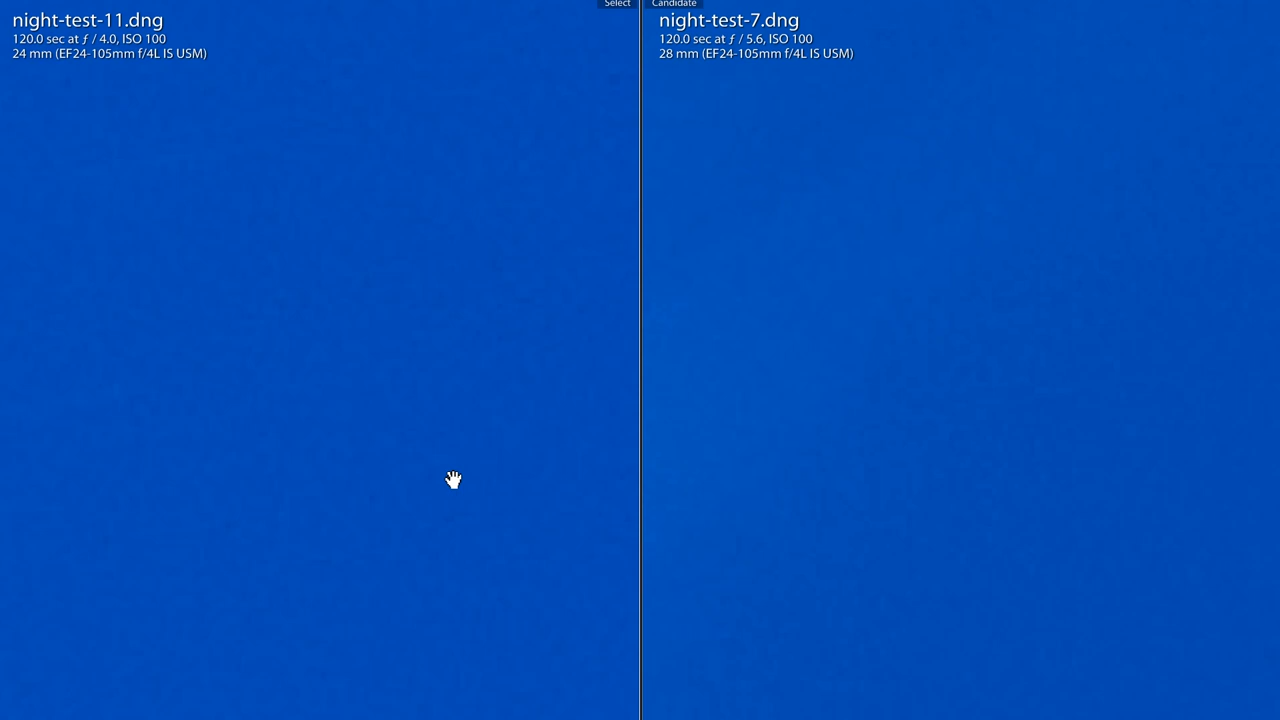 Select
Candidate
night-test-11.dng
120.0 sec at ƒ / 4.0, ISO 100
24 mm (EF24-105mm f/4L IS USM)
night-test-7.dng
120.0 sec at ƒ / 5.6, ISO 100
28 mm (EF24-105mm f/4L IS USM)